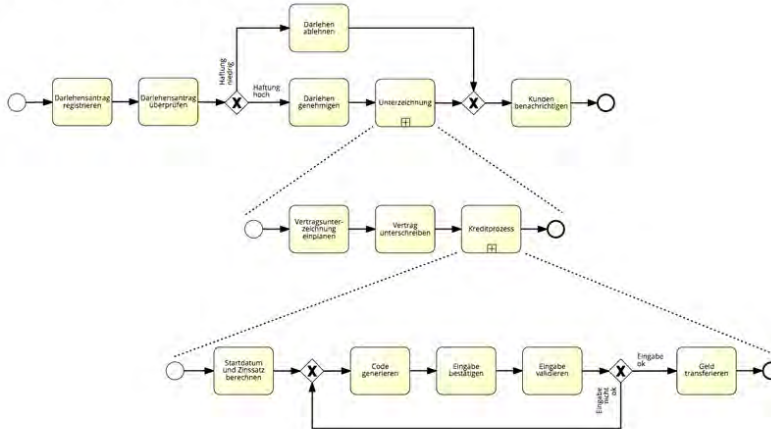 Darlehen
ablehnen
Haftung
niedrig
Darlehensantrag
registrieren
Darlehensantrag
überprüfen
Haftung
hoch
Darlehen
genehmigen
Unterzeichnung
Kunden
benachrichtigen
Vertragsunter-
zeichnung
einplanen
Vertrag
unterschreiben
Kreditprozess
Startdatum
und Zinssatz
berechnen
Code
generieren
Eingabe
bestätigen
Eingabe
validieren
Eingabe
ok
Eingabe
nicht
ok
Geld
transferieren